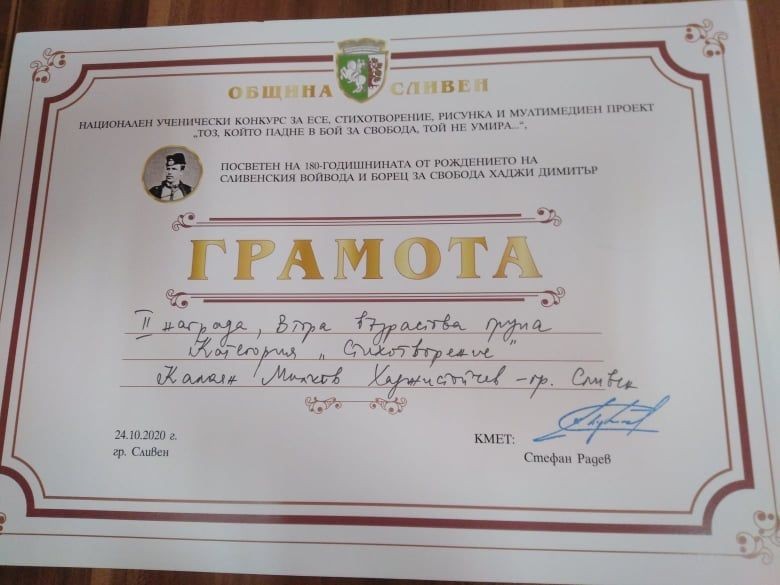 ОБЩИНА СЛИВЕН
НАЦИОНАЛЕН УЧЕНИЧЕСКИ КОНКУРС ЗА ЕСЕ, СТИХОТВОРЕНИЕ, РИСУНКА И МУЛТИМЕДИЕН ПРОЕКТ
„ТОЗ, КОЙТО ПАДНЕ В БОЙ ЗА СВОБОДА, ТОЙ НЕ УМИРА...“,
ПОСВЕТЕН НА 180-ГОДИШНИНАТА ОТ РОЖДЕНИЕТО НА
СЛИВЕНСКИЯ ВОЙВОДА И БОРЕЦ ЗА СВОБОДА ХАДЖИ ДИМИТЪР
ГРАМОТА
II награда, Втора възрастова група
Категория „Стихотворение“
Калоян Милков Хаджистойчев – гр. Сливен
24.10.2020 г.
гр. Сливен
КМЕТ:
Стефан Радев